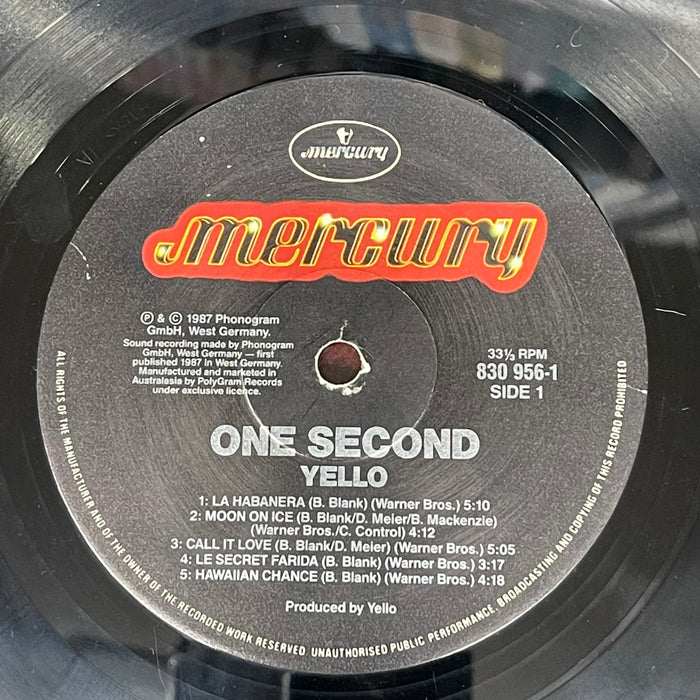 mercury
mercury
Ⓟ & © 1987 Phonogram
GmbH, West Germany.
Sound recording made by Phonogram
GmbH, West Germany — first
published 1987 in West Germany.
Manufactured and marketed in
Australasia by PolyGram Records
under exclusive licence.
33⅓ RPM
830 956-1
SIDE 1
ONE SECOND
YELLO
1: LA HABANERA (B. Blank) (Warner Bros.) 5:10
2: MOON ON ICE (B. Blank/D. Meier/B. Mackenzie)
(Warner Bros./C. Control) 4:12
3: CALL IT LOVE (B. Blank/D. Meier) (Warner Bros.) 5:05
4: LE SECRET FARIDA (B. Blank) (Warner Bros.) 3:17
5: HAWAIIAN CHANCE (B. Blank) (Warner Bros.) 4:18
Produced by Yello
ALL RIGHTS OF THE MANUFACTURER AND OF THE OWNER OF THE RECORDED WORK RESERVED. UNAUTHORISED PUBLIC PERFORMANCE, BROADCASTING AND COPYING OF THIS RECORD PROHIBITED